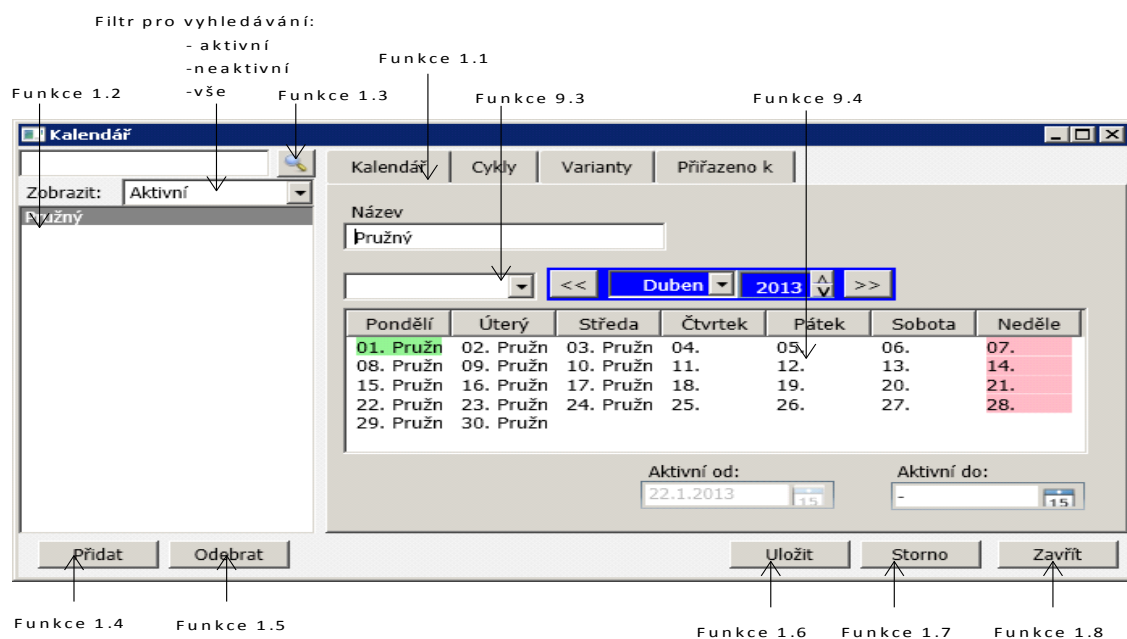 Filtr pro vyhledávání:
- aktivní
-neaktivní
-vše
Funkce 1.1
Funkce 1.2
Funkce 1.3
Funkce 9.3
Funkce 9.4
Kalendář
Zobrazit: Aktivní
Pružný
Kalendář Cykly Varianty Přiřazeno k
Název
Pružný
<< Duben 2013 >>
Pondělí Úterý Středa Čtvrtek Pátek Sobota Neděle
01. Pružn 02. Pružn 03. Pružn 04. 05. 06. 07.
08. Pružn 09. Pružn 10. Pružn 11. 12. 13. 14.
15. Pružn 16. Pružn 17. Pružn 18. 19. 20. 21.
22. Pružn 23. Pružn 24. Pružn 25. 26. 27. 28.
29. Pružn 30. Pružn
Aktivní od: Aktivní do:
22.1.2013 15 - 15
Přidat Odebrat Uložit Storno Zavřít
Funkce 1.4 Funkce 1.5 Funkce 1.6 Funkce 1.7 Funkce 1.8